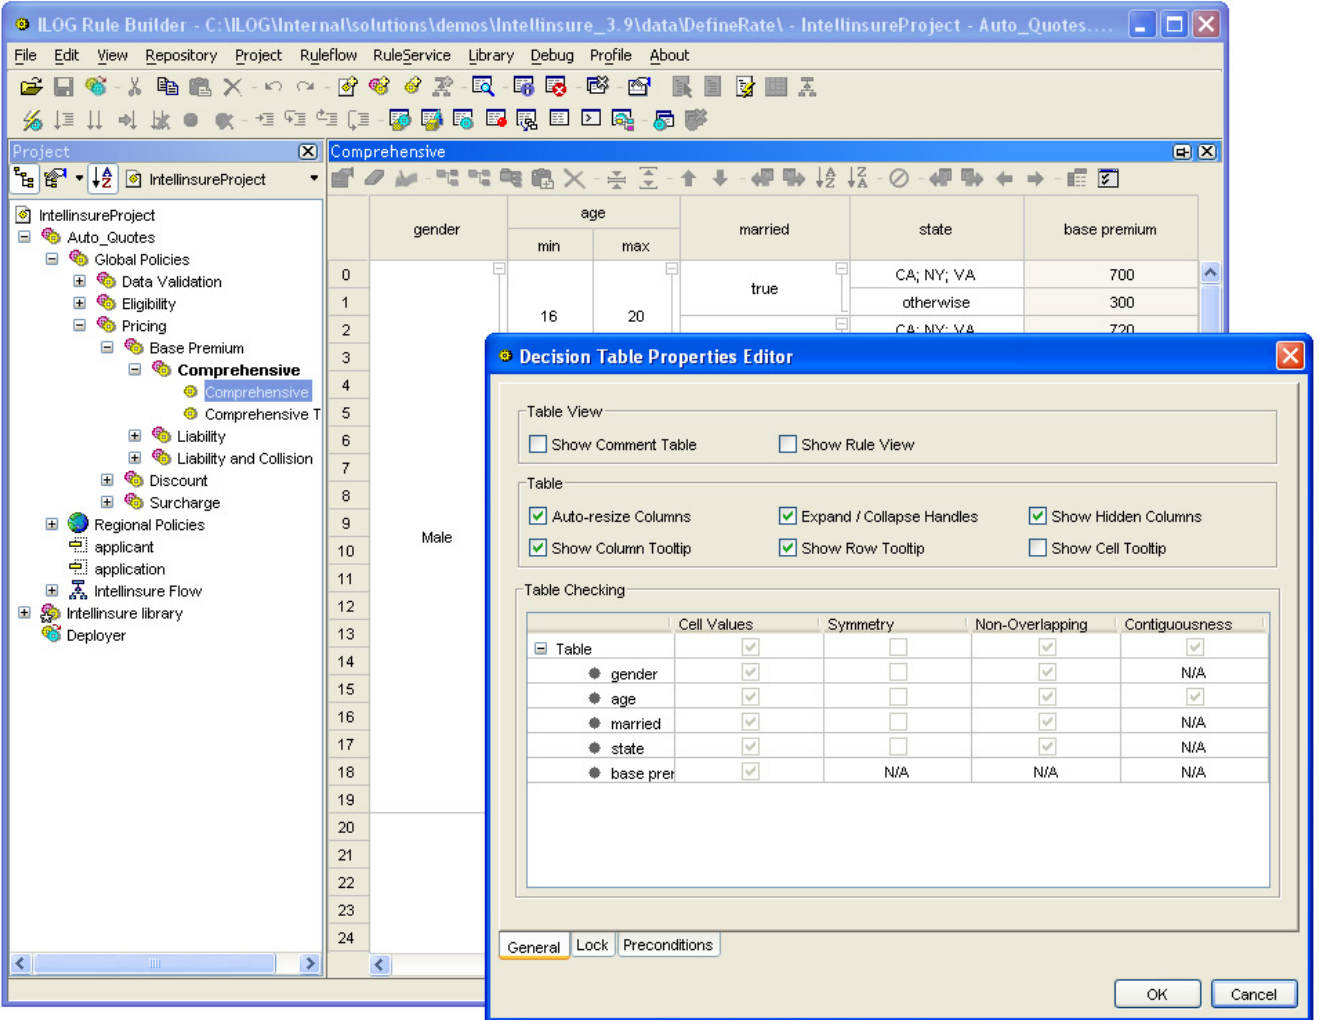 ILOG Rule Builder - C:\ILOG\Internal\solutions\demos\Intellinsure_3.9\data\DefineRate\ - IntellinsureProject - Auto_Quotes....
File Edit View Repository Project Ruleflow RuleService Library Debug Profile About
Project
IntellinsureProject
IntellinsureProject
Auto_Quotes
Global Policies
Data Validation
Eligibility
Pricing
Base Premium
Comprehensive
Comprehensive
Comprehensive T
Liability
Liability and Collision
Discount
Surcharge
Regional Policies
applicant
application
Intellinsure Flow
Intellinsure library
Deployer
Comprehensive
gender age married state base premium
min max
0 CA; NY; VA 700
true
1 otherwise 300
16 20
2 CA; NY; VA 720
3
4
5
6
7
8
9
Male
10
11
12
13
14
15
16
17
18
19
20
21
22
23
24
Decision Table Properties Editor
Table View
Show Comment Table Show Rule View
Table
Auto-resize Columns Expand / Collapse Handles Show Hidden Columns
Show Column Tooltip Show Row Tooltip Show Cell Tooltip
Table Checking
Cell Values Symmetry Non-Overlapping Contiguousness
Table
gender N/A
age
married N/A
state N/A
base prer N/A N/A N/A
General Lock Preconditions
OK Cancel